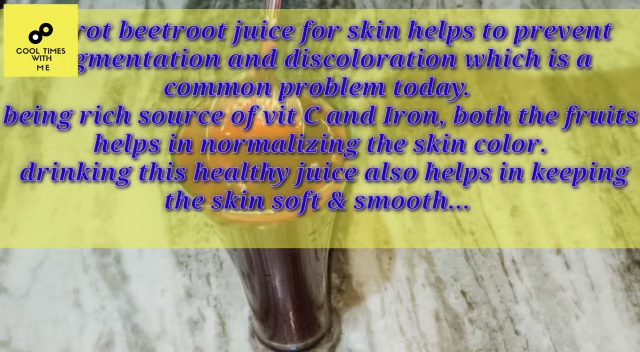 COOL TIMES
WITH
ME
rot beetroot juice for skin helps to prevent
gmentation and discoloration which is a
common problem today.
being rich source of vit C and Iron, both the fruits
helps in normalizing the skin color.
drinking this healthy juice also helps in keeping
the skin soft & smooth...